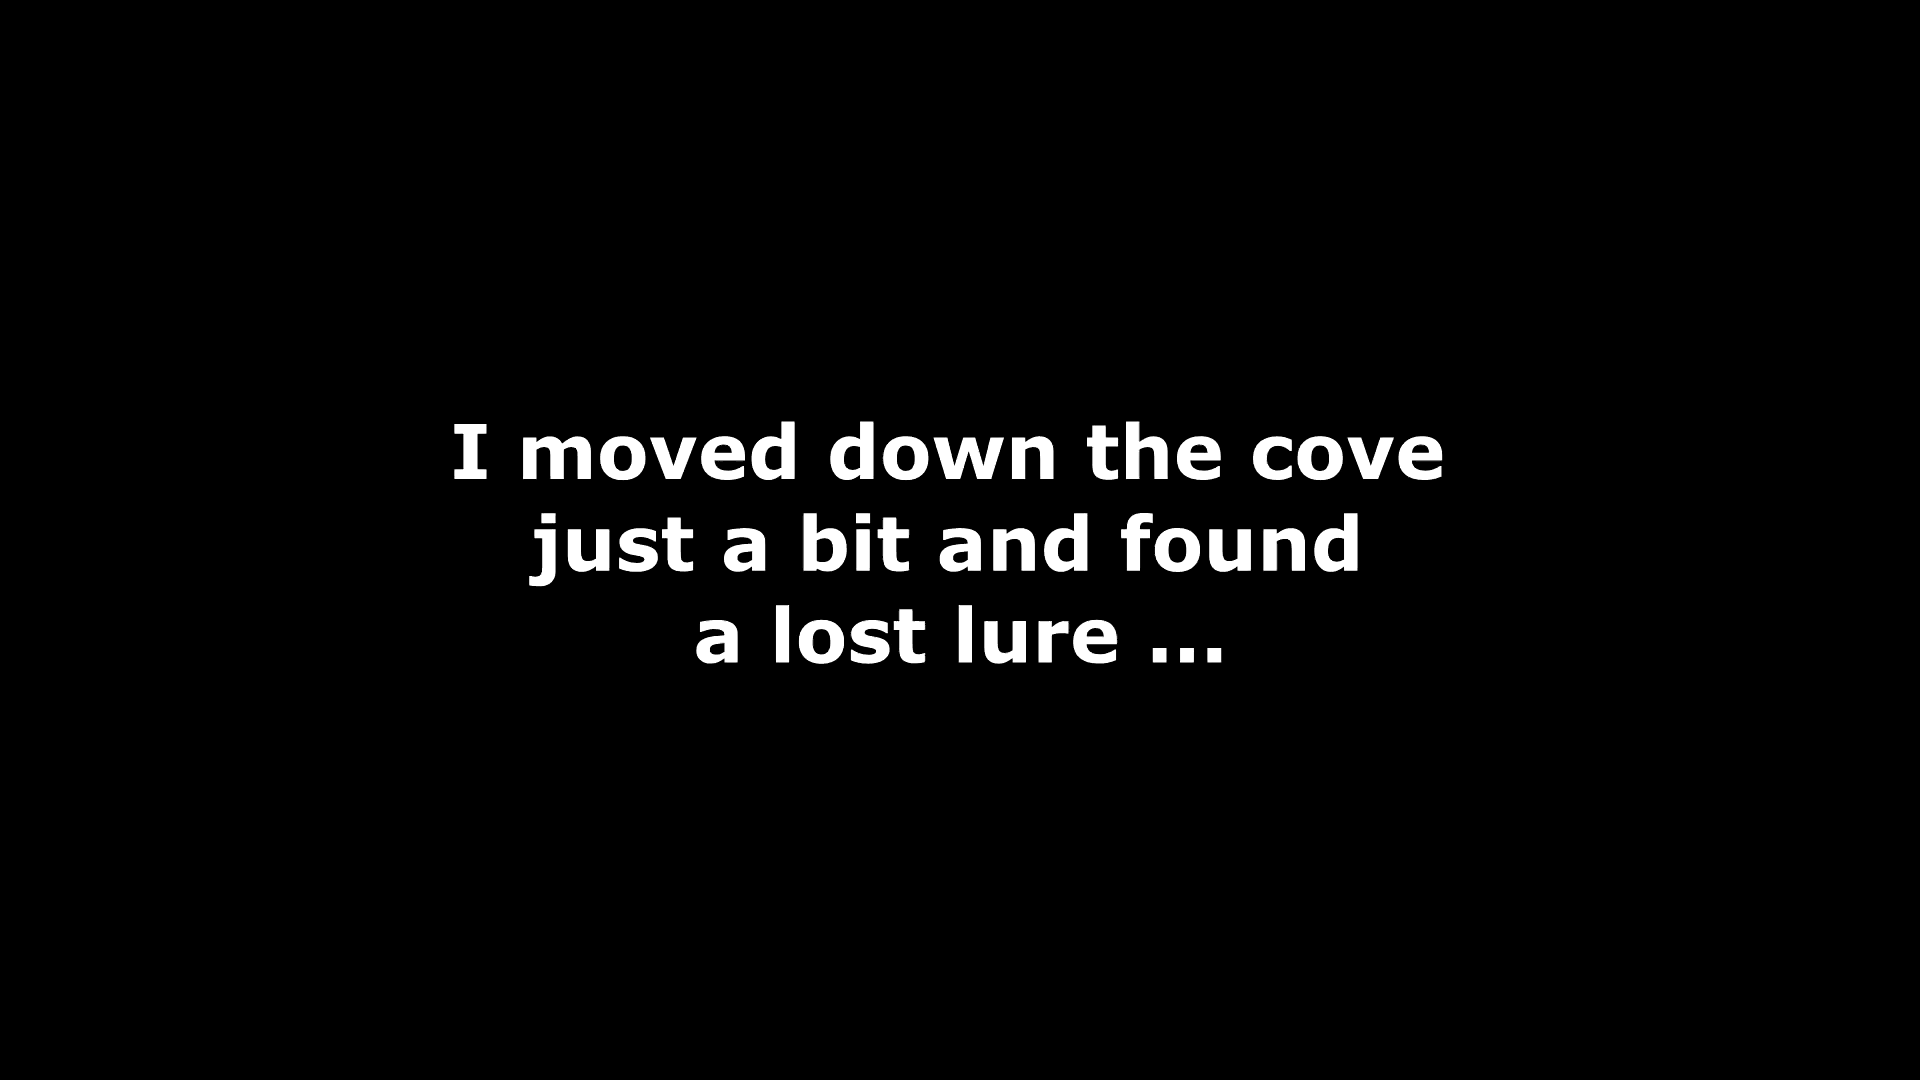 I moved down the cove
just a bit and found
a lost lure ...